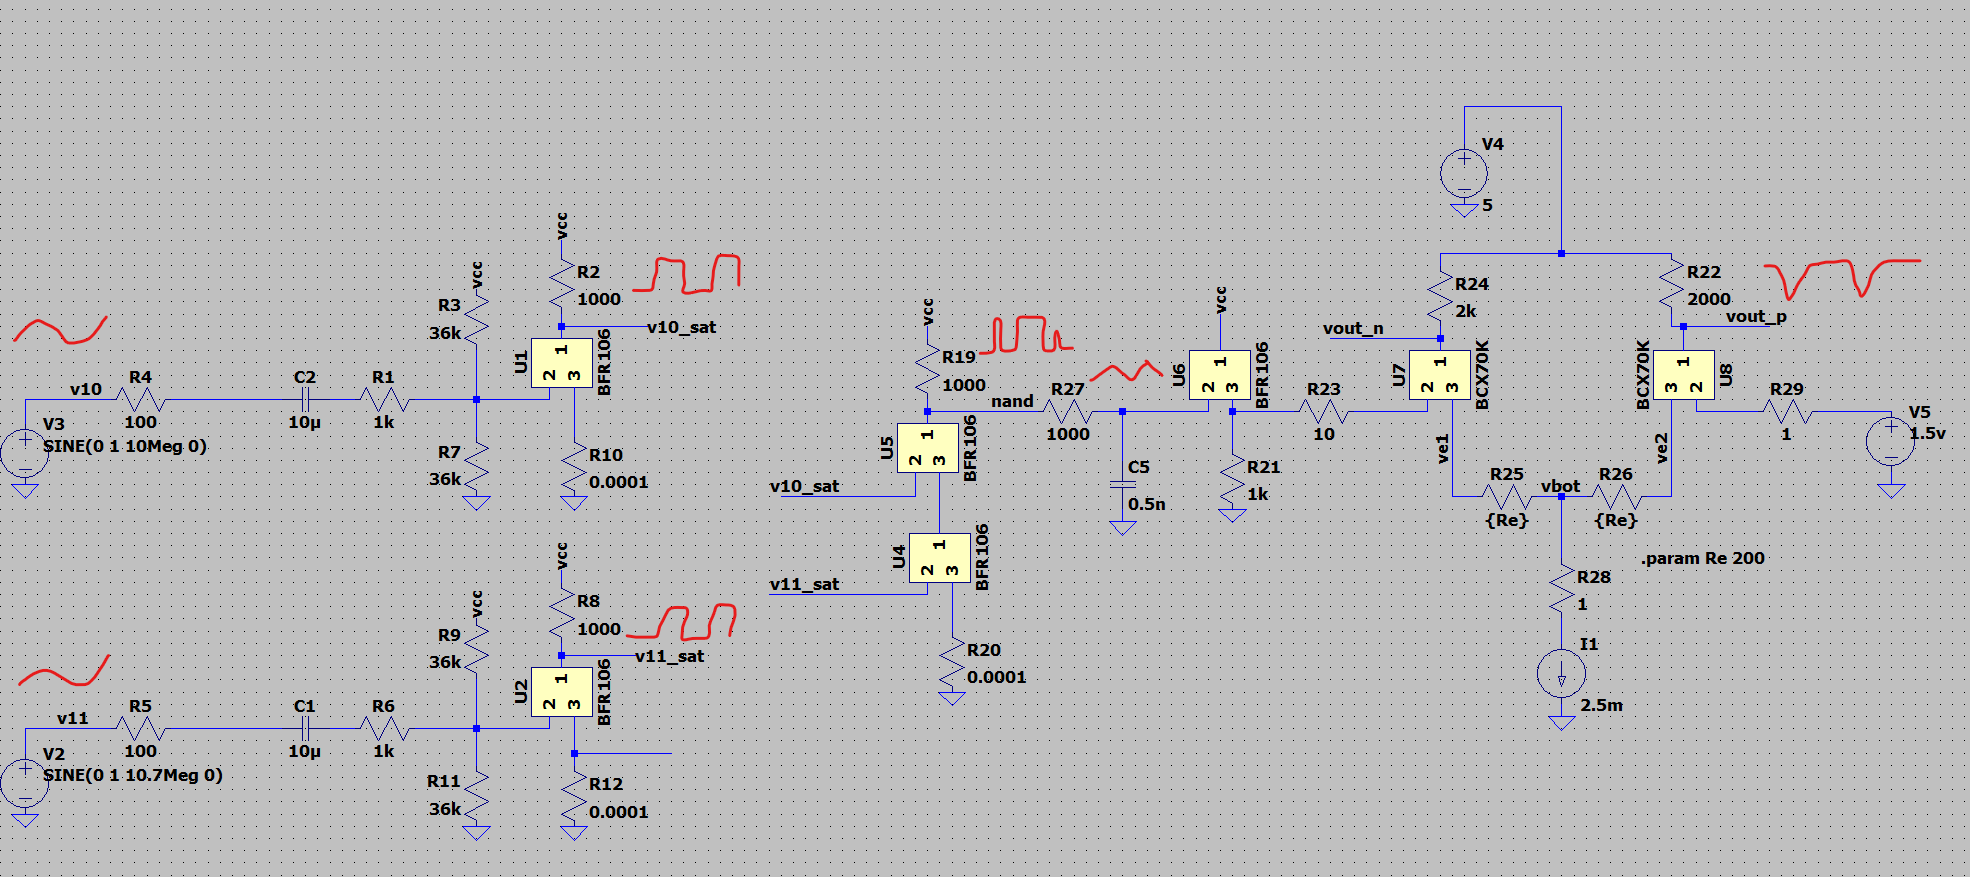 V4
5
vcc
R2
1000
v10_sat
vcc
R3
36k
U1
1
2 3
BFR106
v10
R4
100
C2
10µ
R1
1k
V3
SINE(0 1 10Meg 0)
R7
36k
R10
0.0001
vcc
R8
1000
v11_sat
vcc
R9
36k
U2
1
2 3
BFR106
v11
R5
100
C1
10µ
R6
1k
V2
SINE(0 1 10.7Meg 0)
R11
36k
R12
0.0001
vcc
R19
1000
nand
U5
1
2 3
BFR106
v10_sat
U4
1
2 3
BFR106
v11_sat
R20
0.0001
R27
1000
C5
0.5n
vcc
U6
1
2 3
BFR106
R21
1k
R23
10
R24
2k
vout_n
U7
1
2 3
BCX70K
R22
2000
vout_p
BCX70K
1
3 2
U8
R29
1
V5
1.5v
ve1
ve2
R25
{Re}
vbot
R26
{Re}
.param Re 200
R28
1
I1
2.5m